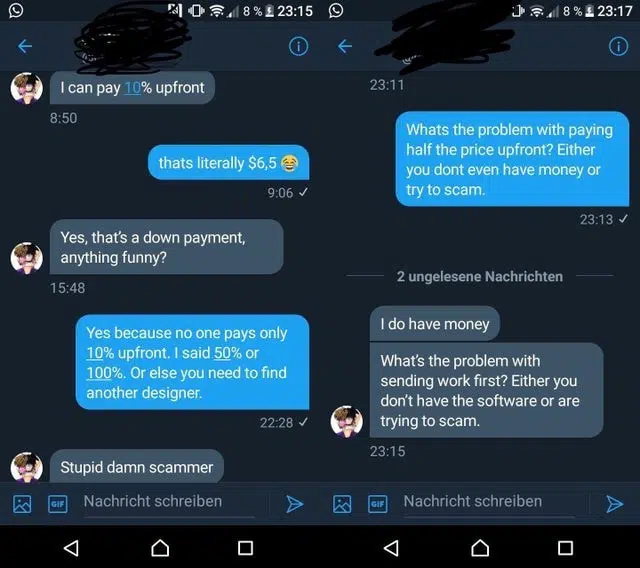 8 % 23:15
I can pay 10% upfront
8:50
thats literally $6,5 😂
9:06 ✓
Yes, that's a down payment,
anything funny?
15:48
Yes because no one pays only
10% upfront. I said 50% or
100%. Or else you need to find
another designer.
22:28 ✓
Stupid damn scammer
GIF Nachricht schreiben
8 % 23:17
23:11
Whats the problem with paying
half the price upfront? Either
you dont even have money or
try to scam.
23:13 ✓
2 ungelesene Nachrichten
I do have money
What's the problem with
sending work first? Either you
don't have the software or are
trying to scam.
23:15
GIF Nachricht schreiben